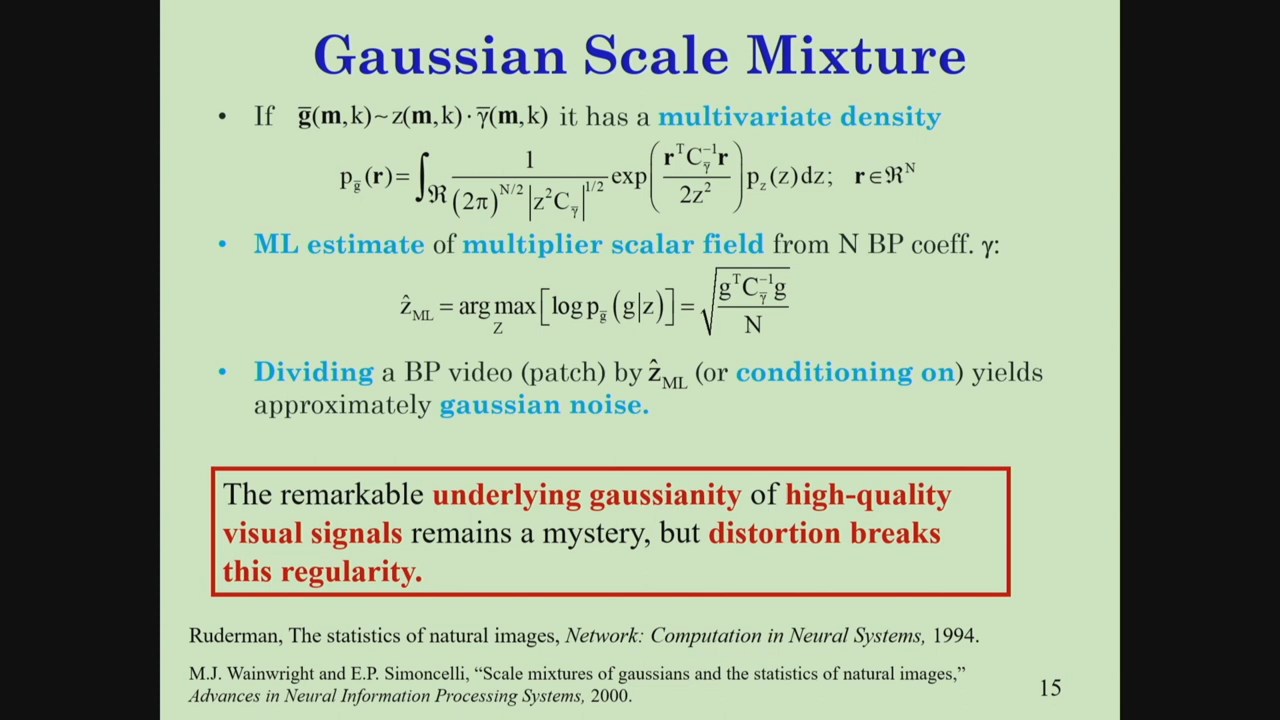 Gaussian Scale Mixture
• If g̅(m,k)~z(m,k)·γ̅(m,k) it has a multivariate density
p_g̅(r)=∫_ℜ 1/((2π)^{N/2}|z²C_γ̅|^{1/2}) exp(r^T C_γ̅^{-1} r / 2z²) p_z(z)dz; r∈ℜ^N
• ML estimate of multiplier scalar field from N BP coeff. γ:
ẑ_ML = arg max_Z [log p_g̅(g|z)] = √(g^T C_γ̅^{-1} g / N)
• Dividing a BP video (patch) by ẑ_ML (or conditioning on) yields
approximately gaussian noise.
The remarkable underlying gaussianity of high-quality
visual signals remains a mystery, but distortion breaks
this regularity.
Ruderman, The statistics of natural images, Network: Computation in Neural Systems, 1994.
M.J. Wainwright and E.P. Simoncelli, “Scale mixtures of gaussians and the statistics of natural images,”
Advances in Neural Information Processing Systems, 2000.
15